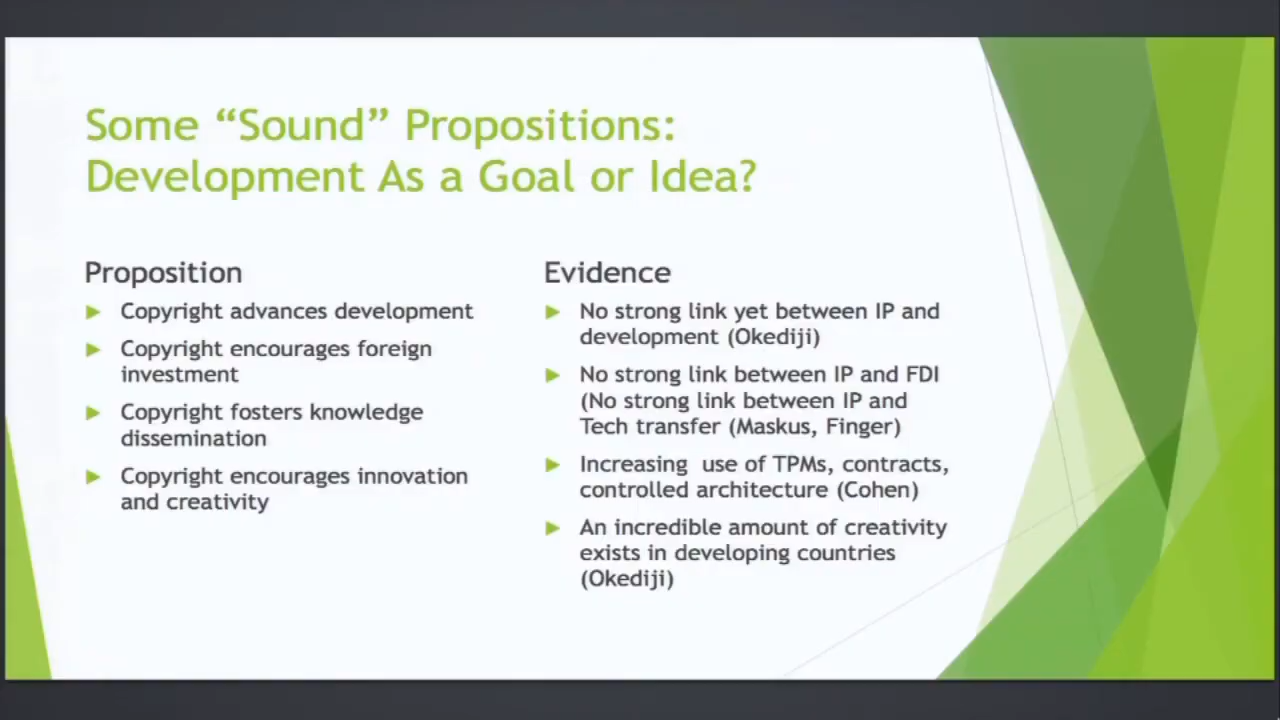 Some “Sound” Propositions:
Development As a Goal or Idea?
Proposition
Copyright advances development
Copyright encourages foreign
investment
Copyright fosters knowledge
dissemination
Copyright encourages innovation
and creativity
Evidence
No strong link yet between IP and
development (Okediji)
No strong link between IP and FDI
(No strong link between IP and
Tech transfer (Maskus, Finger)
Increasing  use of TPMs, contracts,
controlled architecture (Cohen)
An incredible amount of creativity
exists in developing countries
(Okediji)